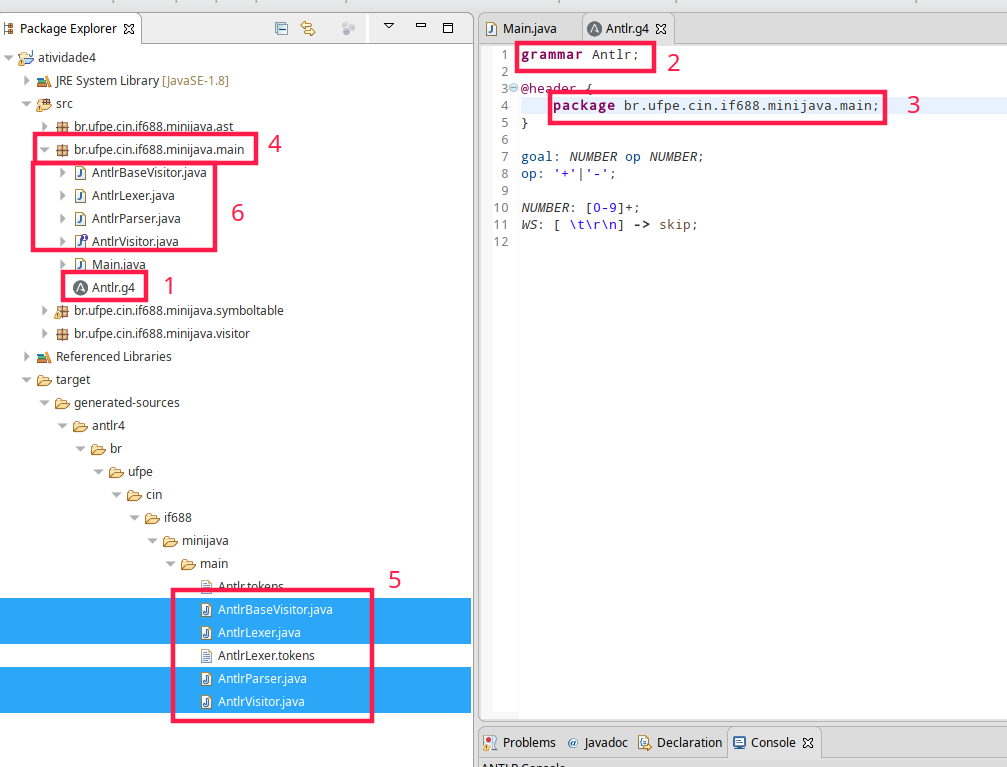 Package Explorer
Main.java
Antlr.g4
atividade4
JRE System Library [JavaSE-1.8]
src
br.ufpe.cin.if688.minijava.ast
br.ufpe.cin.if688.minijava.main
4
AntlrBaseVisitor.java
AntlrLexer.java
AntlrParser.java
6
AntlrVisitor.java
Main.java
Antlr.g4
1
br.ufpe.cin.if688.minijava.symboltable
br.ufpe.cin.if688.minijava.visitor
Referenced Libraries
target
generated-sources
antlr4
br
ufpe
cin
if688
minijava
main
Antlr.tokens
5
AntlrBaseVisitor.java
AntlrLexer.java
AntlrLexer.tokens
AntlrParser.java
AntlrVisitor.java
1 grammar Antlr;
2
2
3 @header {
4 package br.ufpe.cin.if688.minijava.main;
3
5 }
6
7 goal: NUMBER op NUMBER;
8 op: '+'|'-';
9
10 NUMBER: [0-9]+;
11 WS: [ \t\r\n] -> skip;
12
Problems @ Javadoc Declaration Console
ANTLR Console